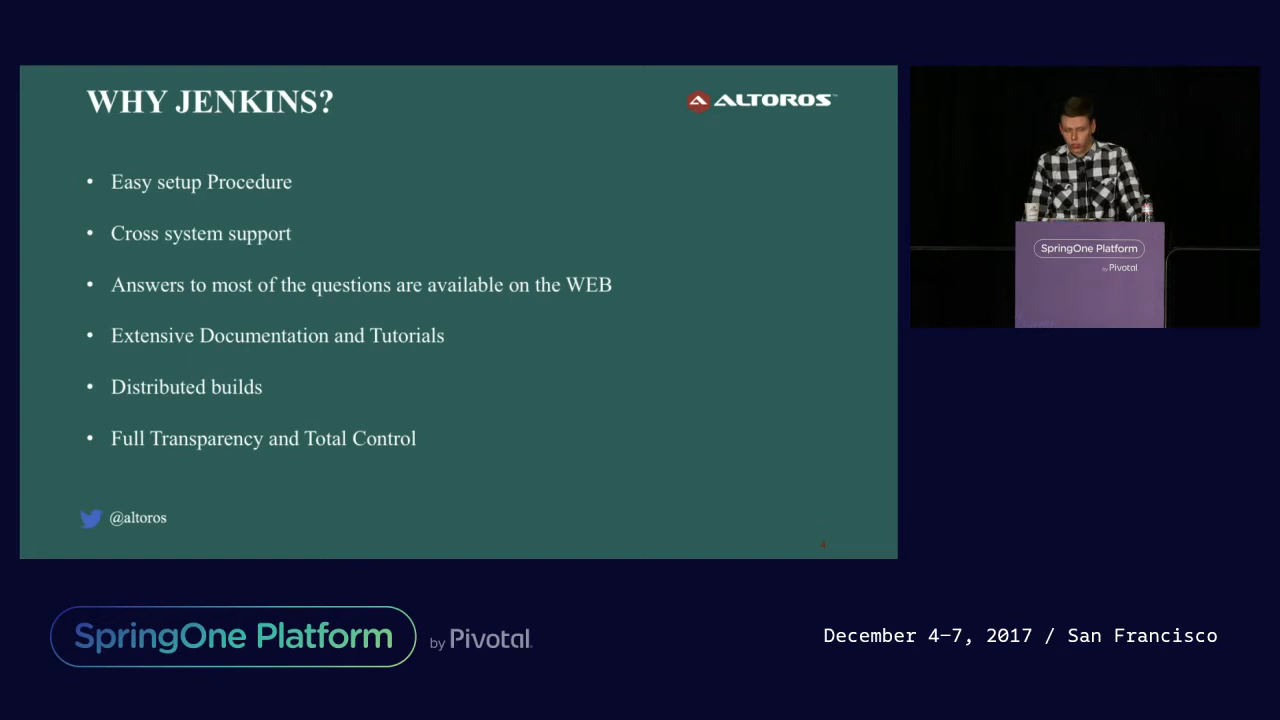 WHY JENKINS?
ALTOROS
• Easy setup Procedure
• Cross system support
• Answers to most of the questions are available on the WEB
• Extensive Documentation and Tutorials
• Distributed builds
• Full Transparency and Total Control
@altoros
4
SpringOne Platform
by Pivotal
SpringOne Platform
by Pivotal.
December 4–7, 2017 / San Francisco